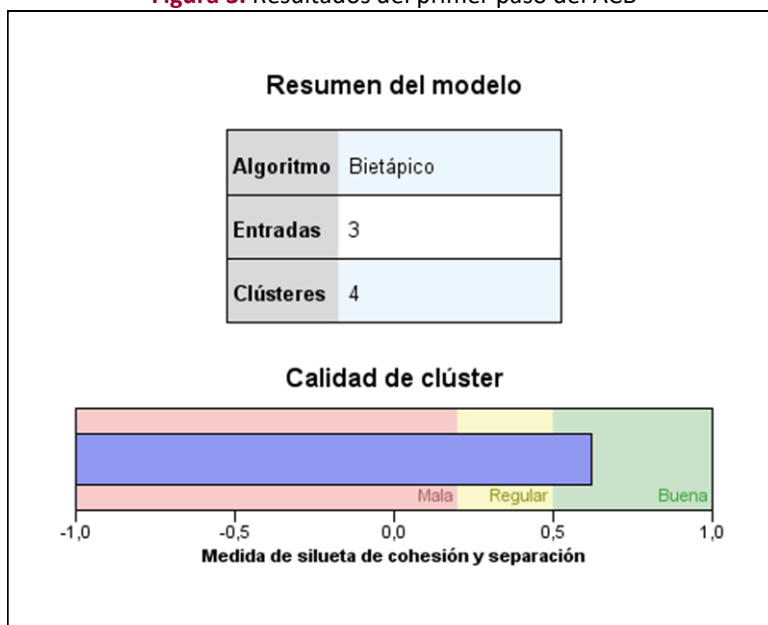 Figura 3. Resultados del primer paso del ACB
Resumen del modelo
Algoritmo Bietápico
Entradas 3
Clústeres 4
Calidad de clúster
Mala Regular Buena
-1,0 -0,5 0,0 0,5 1,0
Medida de silueta de cohesión y separación